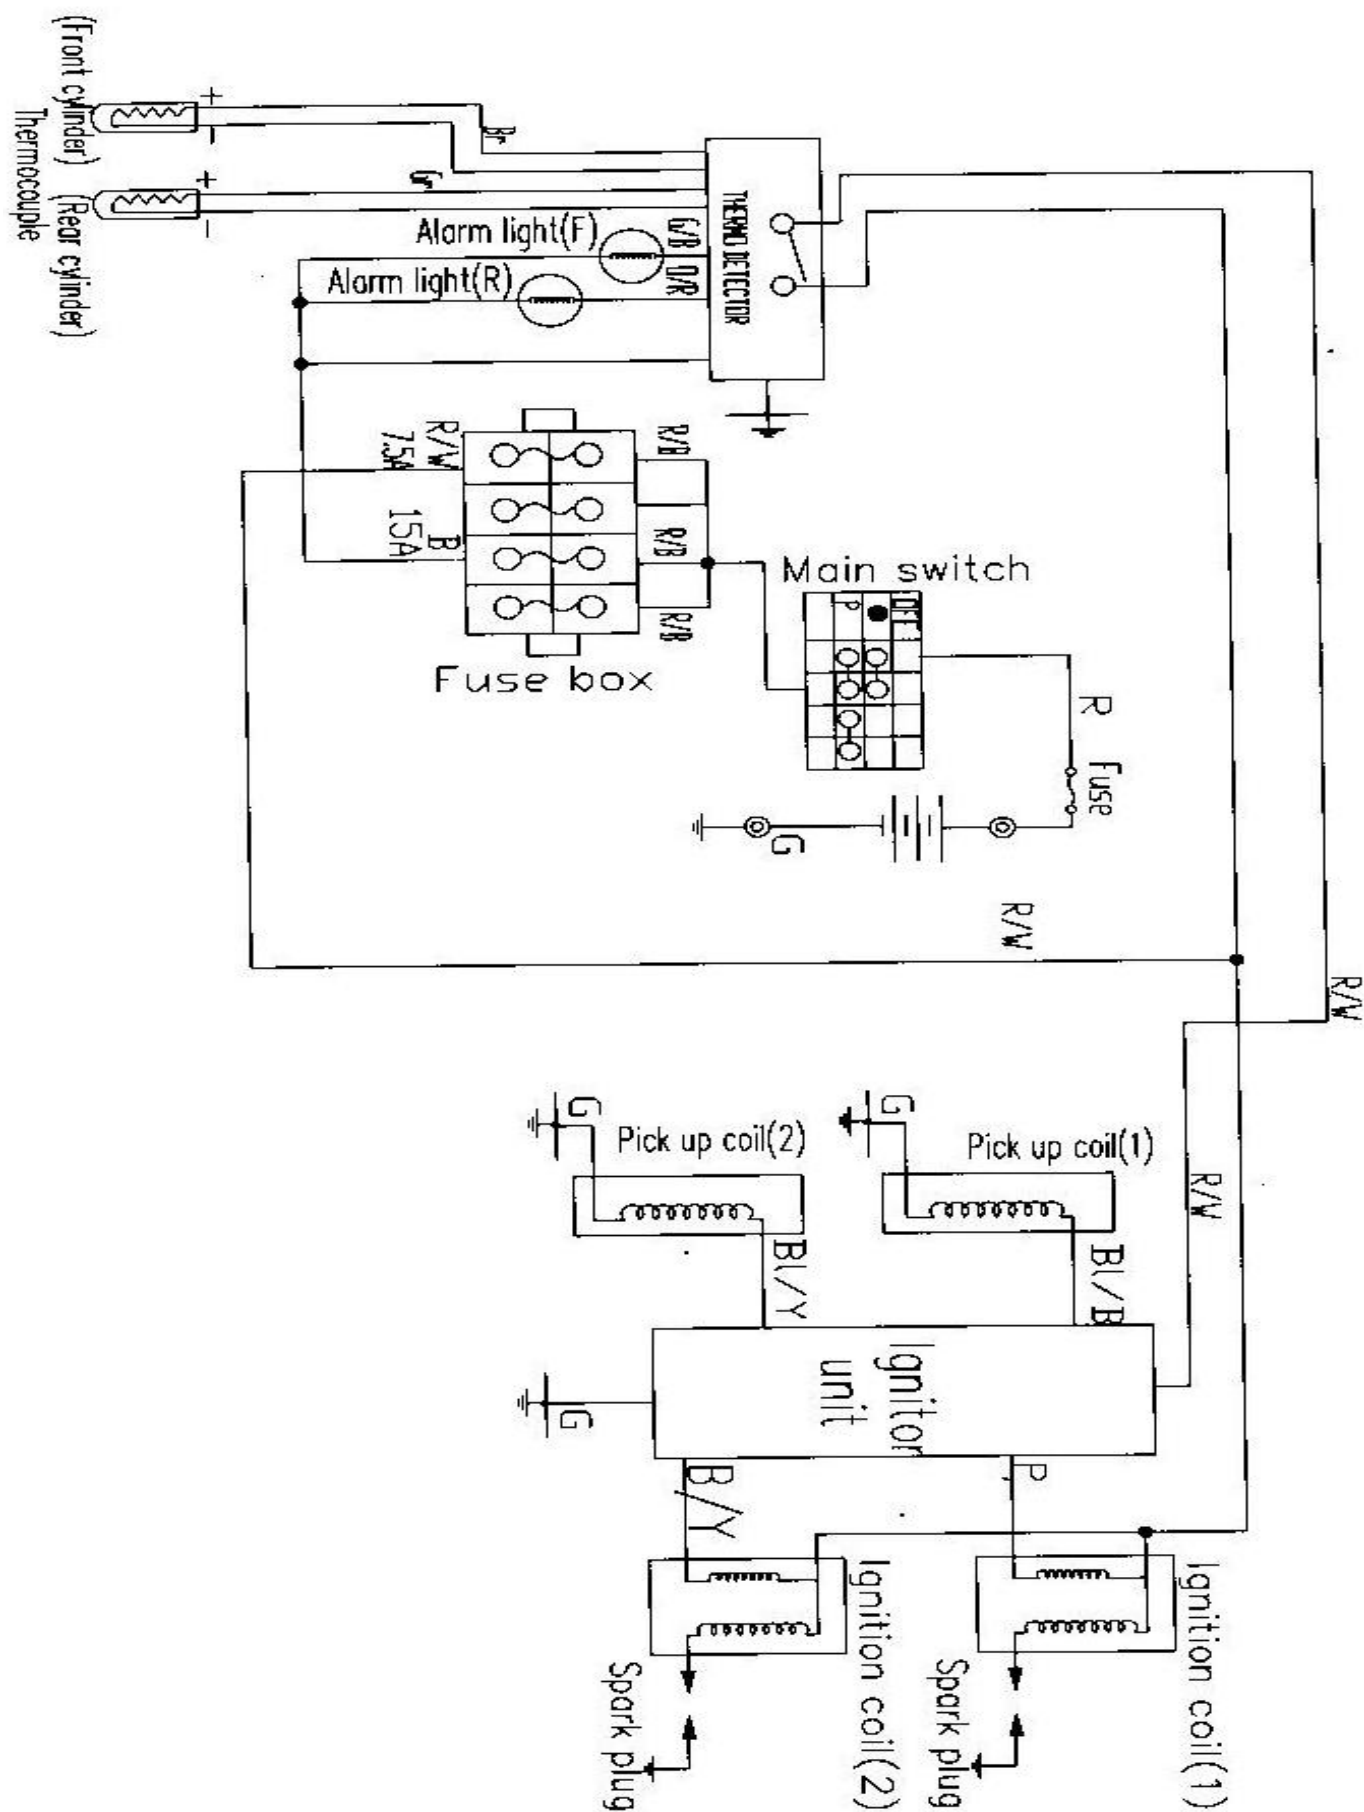 (Front cylinder)
(Rear cylinder)
Thermocouple
+
-
+
-
Br
Gr
Alarm light(F)
G/B
Alarm light(R)
O/R
THERMO DETECTOR
R/W
7.5A
B
15A
R/B
R/B
R/B
Fuse box
Main switch
OFF
P
R
Fuse
G
R/W
R/W
R/W
G
Pick up coil(2)
G
Pick up coil(1)
Bl/Y
Bl/B
Ignitor
unit
G
B/Y
P
Ignition coil(2)
Ignition coil(1)
Spark plug
Spark plug